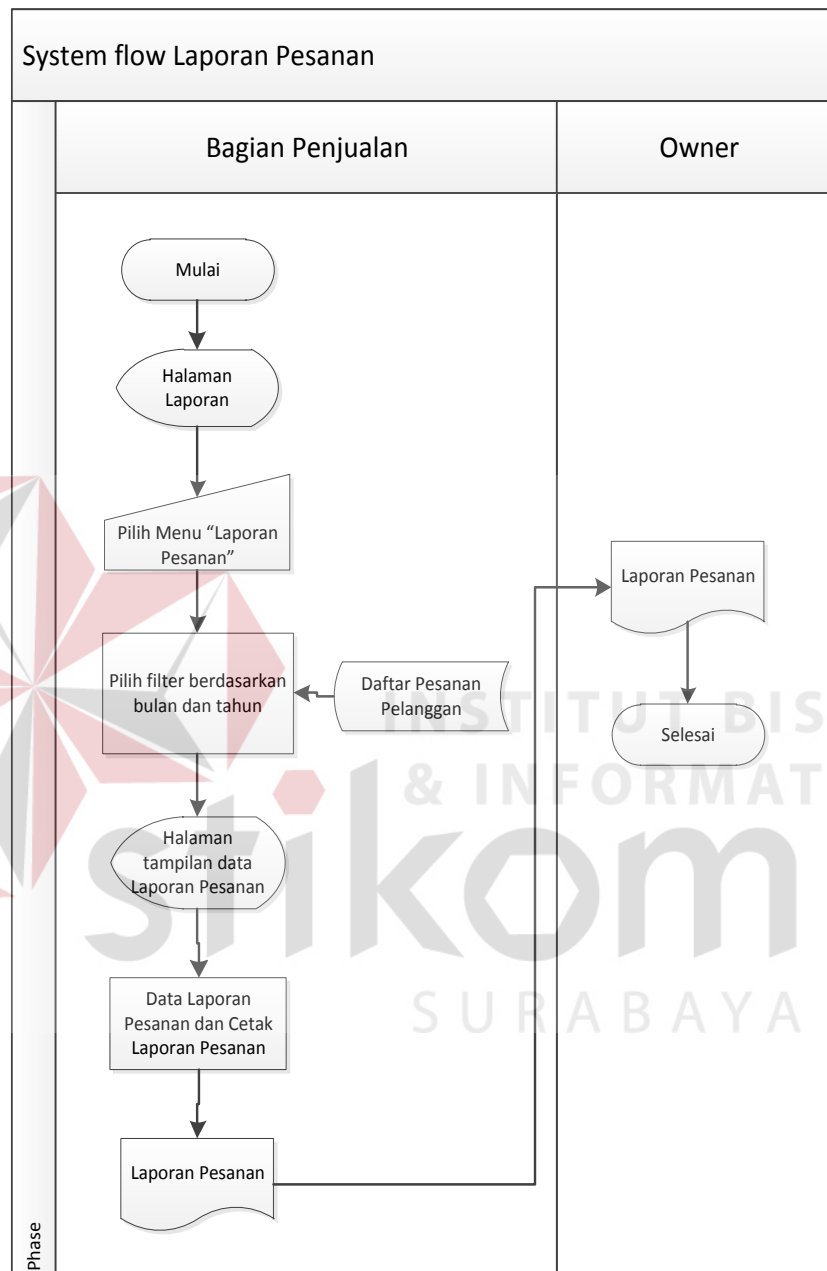 System flow Laporan Pesanan
Bagian Penjualan
Owner
Mulai
Halaman
Laporan
Pilih Menu “Laporan
Pesanan”
Pilih filter berdasarkan
bulan dan tahun
Daftar Pesanan
Pelanggan
Halaman
tampilan data
Laporan Pesanan
Data Laporan
Pesanan dan Cetak
Laporan Pesanan
Laporan Pesanan
Laporan Pesanan
Selesai
Phase
INSTITUT BIS
& INFORMAT
stikom
SURABAYA